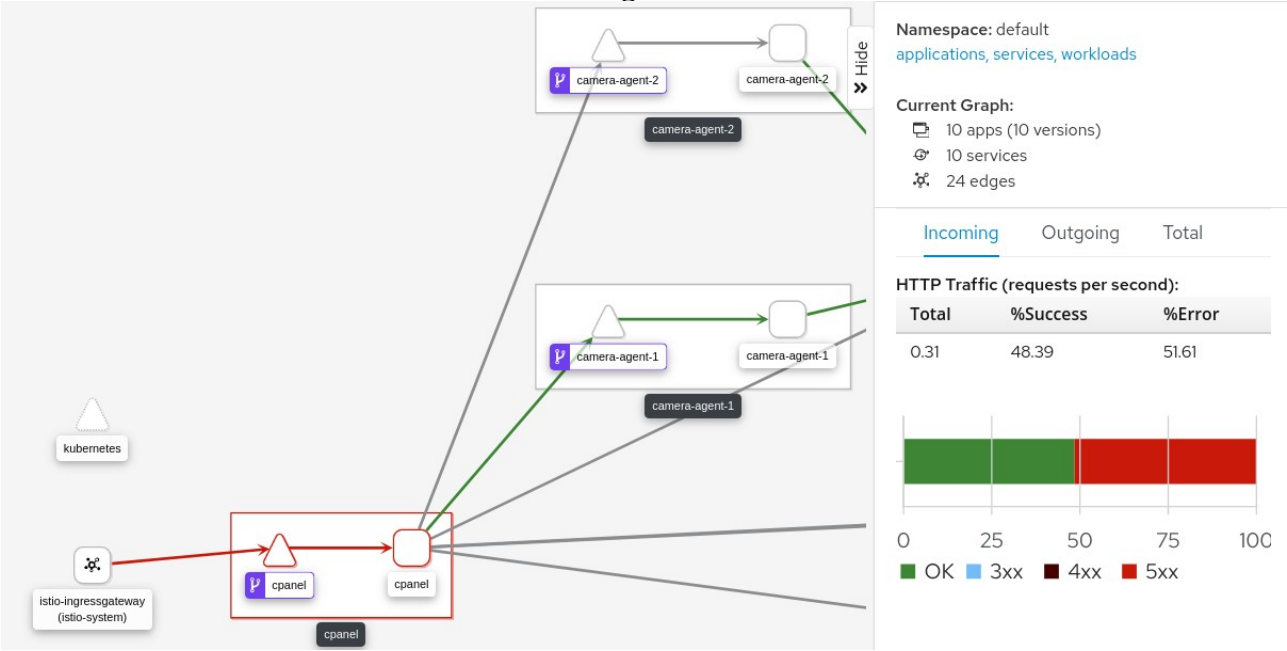 camera-agent-2
camera-agent-2
camera-agent-2
camera-agent-1
camera-agent-1
camera-agent-1
kubernetes
istio-ingressgateway
(istio-system)
cpanel
cpanel
cpanel
Hide
Namespace: default
applications, services, workloads
Current Graph:
10 apps (10 versions)
10 services
24 edges
Incoming Outgoing Total
HTTP Traffic (requests per second):
Total %Success %Error
0.31 48.39 51.61
0 25 50 75 100
OK 3xx 4xx 5xx